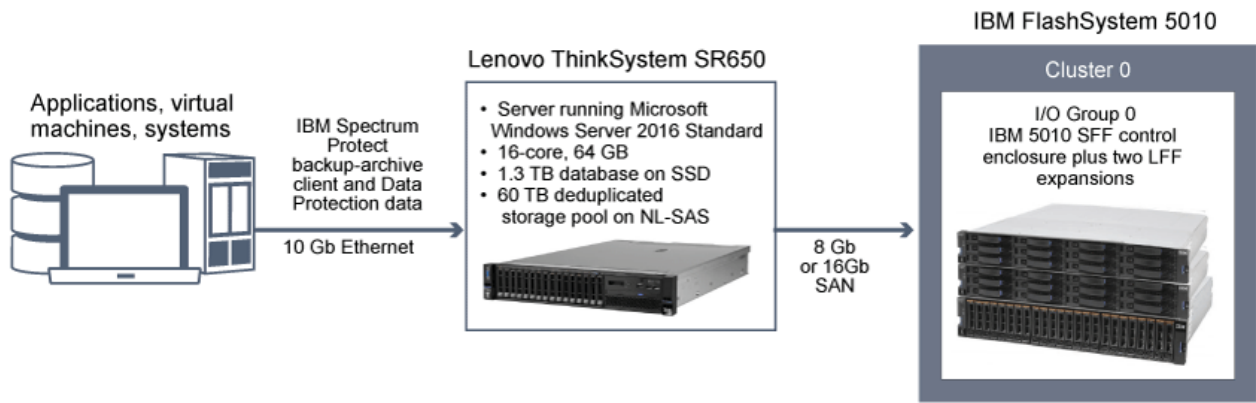 IBM FlashSystem 5010
Lenovo ThinkSystem SR650
Cluster 0
Applications, virtual
machines, systems
IBM Spectrum
Protect
backup-archive
client and Data
Protection data
10 Gb Ethernet
• Server running Microsoft
Windows Server 2016 Standard
• 16-core, 64 GB
• 1.3 TB database on SSD
• 60 TB deduplicated
storage pool on NL-SAS
8 Gb
or 16Gb
SAN
I/O Group 0
IBM 5010 SFF control
enclosure plus two LFF
expansions